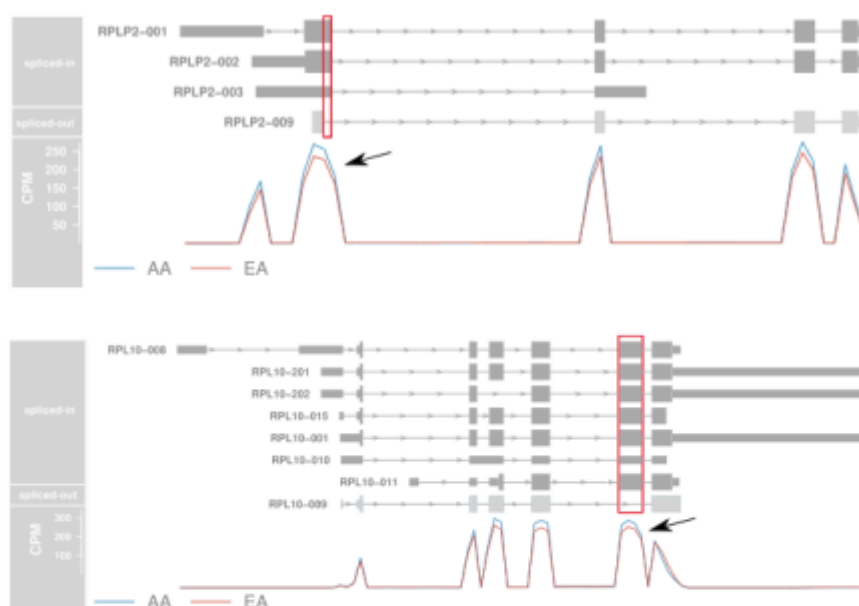 RPLP2-001
RPLP2-002
RPLP2-003
RPLP2-009
spliced-in
spliced-out
CPM
250
200
150
100
50
AA
EA
RPL10-008
RPL10-201
RPL10-202
RPL10-015
RPL10-001
RPL10-010
RPL10-011
RPL10-009
spliced-in
spliced-out
CPM
300
200
100
AA
EA